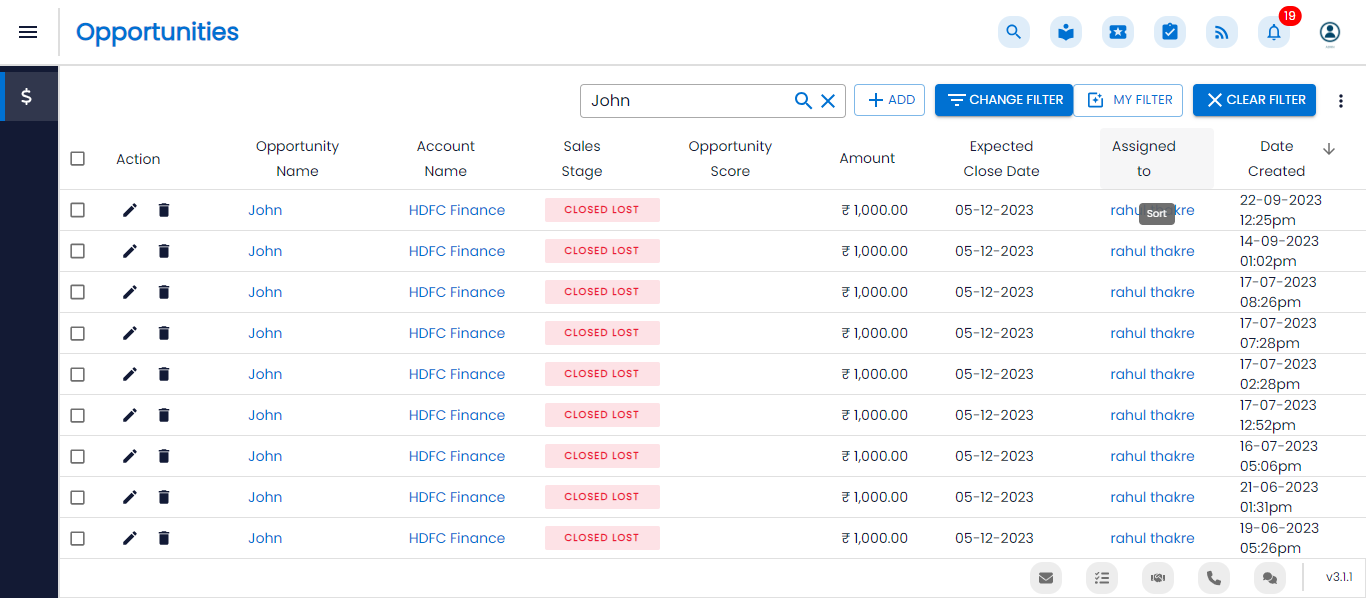 Opportunities
19
$
John
ADD
CHANGE FILTER
MY FILTER
CLEAR FILTER
Action
Opportunity Name
Account Name
Sales Stage
Opportunity Score
Amount
Expected Close Date
Assigned to
Date Created
John HDFC Finance CLOSED LOST ₹ 1,000.00 05-12-2023 rahul thakre 22-09-2023 12:25pm
Sort
John HDFC Finance CLOSED LOST ₹ 1,000.00 05-12-2023 rahul thakre 14-09-2023 01:02pm
John HDFC Finance CLOSED LOST ₹ 1,000.00 05-12-2023 rahul thakre 17-07-2023 08:26pm
John HDFC Finance CLOSED LOST ₹ 1,000.00 05-12-2023 rahul thakre 17-07-2023 07:28pm
John HDFC Finance CLOSED LOST ₹ 1,000.00 05-12-2023 rahul thakre 17-07-2023 02:28pm
John HDFC Finance CLOSED LOST ₹ 1,000.00 05-12-2023 rahul thakre 17-07-2023 12:52pm
John HDFC Finance CLOSED LOST ₹ 1,000.00 05-12-2023 rahul thakre 16-07-2023 05:06pm
John HDFC Finance CLOSED LOST ₹ 1,000.00 05-12-2023 rahul thakre 21-06-2023 01:31pm
John HDFC Finance CLOSED LOST ₹ 1,000.00 05-12-2023 rahul thakre 19-06-2023 05:26pm
v3.1.1